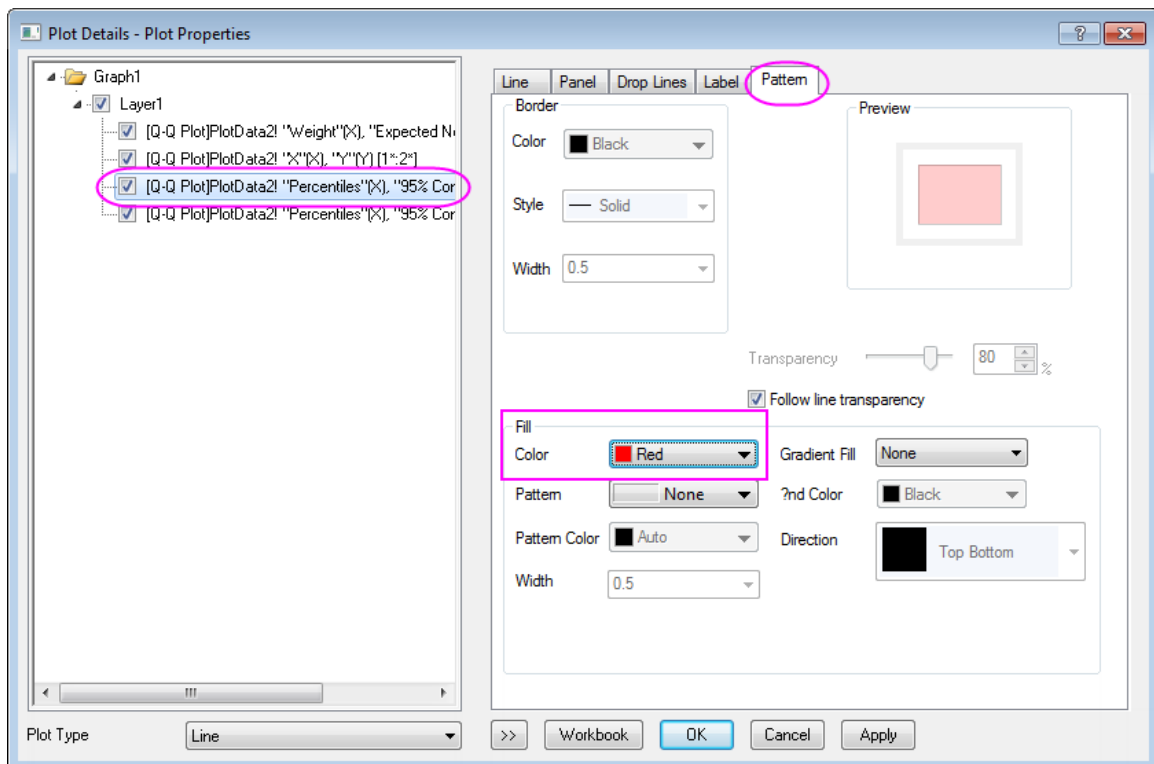 Plot Details - Plot Properties
Graph1
Layer1
[Q-Q Plot]PlotData2! "Weight"(X), "Expected N
[Q-Q Plot]PlotData2! "X"(X), "Y"(Y) [1*:2*]
[Q-Q Plot]PlotData2! "Percentiles"(X), "95% Cor
[Q-Q Plot]PlotData2! "Percentiles"(X), "95% Cor
Plot Type Line
Line Panel Drop Lines Label Pattern
Border
Color Black
Style Solid
Width 0.5
Preview
Transparency 80 %
Follow line transparency
Fill
Color Red Gradient Fill None
Pattern None ?nd Color Black
Pattern Color Auto Direction Top Bottom
Width 0.5
>> Workbook OK Cancel Apply